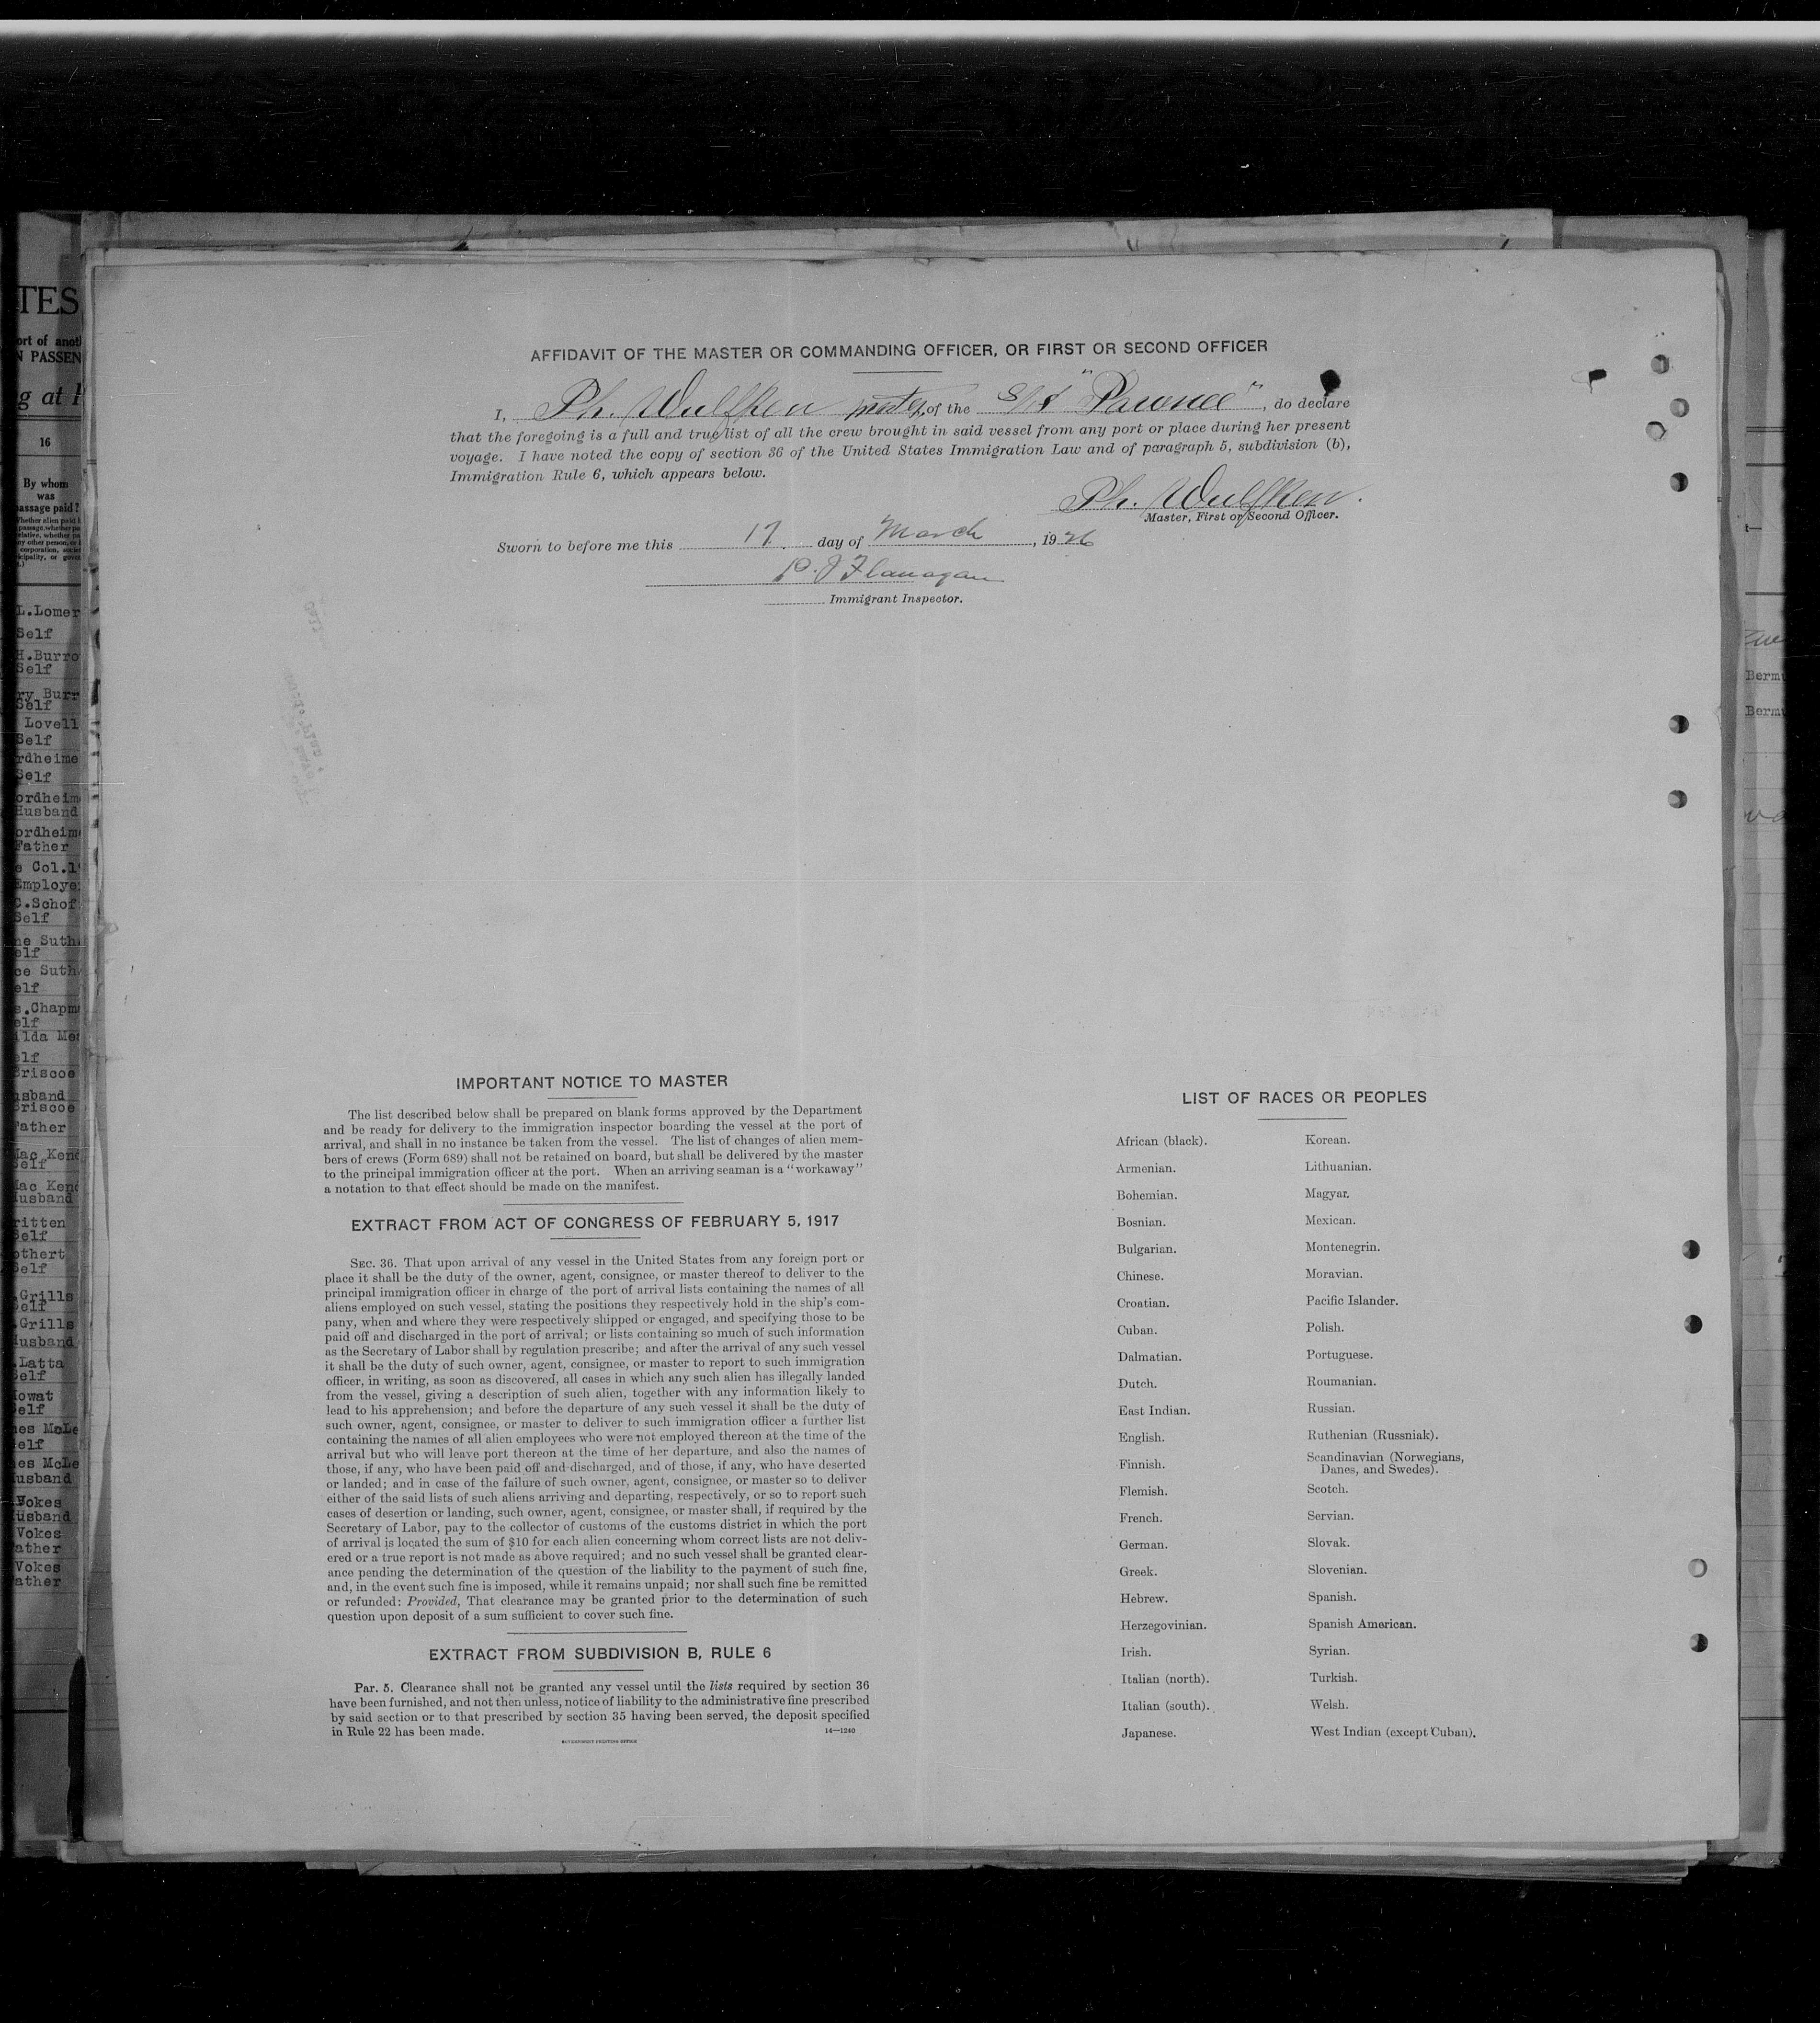 AFFIDAVIT OF THE MASTER OR COMMANDING OFFICER, OR FIRST OR SECOND OFFICER
I, Ph. Wulfken master, of the S/S "Pawnee", do declare
that the foregoing is a full and true list of all the crew brought in said vessel from any port or place during her present
voyage. I have noted the copy of section 36 of the United States Immigration Law and of paragraph 5, subdivision (b),
Immigration Rule 6, which appears below.
Ph. Wulfken.
Master, First or Second Officer.
Sworn to before me this 17. day of March, 1926
P. J Flanagan
Immigrant Inspector.
IMPORTANT NOTICE TO MASTER
The list described below shall be prepared on blank forms approved by the Department
and be ready for delivery to the immigration inspector boarding the vessel at the port of
arrival, and shall in no instance be taken from the vessel. The list of changes of alien mem-
bers of crews (Form 689) shall not be retained on board, but shall be delivered by the master
to the principal immigration officer at the port. When an arriving seaman is a "workaway"
a notation to that effect should be made on the manifest.
EXTRACT FROM ACT OF CONGRESS OF FEBRUARY 5, 1917
SEC. 36. That upon arrival of any vessel in the United States from any foreign port or
place it shall be the duty of the owner, agent, consignee, or master thereof to deliver to the
principal immigration officer in charge of the port of arrival lists containing the names of all
aliens employed on such vessel, stating the positions they respectively hold in the ship's com-
pany, when and where they were respectively shipped or engaged, and specifying those to be
paid off and discharged in the port of arrival; or lists containing so much of such information
as the Secretary of Labor shall by regulation prescribe; and after the arrival of any such vessel
it shall be the duty of such owner, agent, consignee, or master to report to such immigration
officer, in writing, as soon as discovered, all cases in which any such alien has illegally landed
from the vessel, giving a description of such alien, together with any information likely to
lead to his apprehension; and before the departure of any such vessel it shall be the duty of
such owner, agent, consignee, or master to deliver to such immigration officer a further list
containing the names of all alien employees who were not employed thereon at the time of the
arrival but who will leave port thereon at the time of her departure, and also the names of
those, if any, who have been paid off and discharged, and of those, if any, who have deserted
or landed; and in case of the failure of such owner, agent, consignee, or master so to deliver
either of the said lists of such aliens arriving and departing, respectively, or so to report such
cases of desertion or landing, such owner, agent, consignee, or master shall, if required by the
Secretary of Labor, pay to the collector of customs of the customs district in which the port
of arrival is located the sum of $10 for each alien concerning whom correct lists are not deliv-
ered or a true report is not made as above required; and no such vessel shall be granted clear-
ance pending the determination of the question of the liability to the payment of such fine,
and, in the event such fine is imposed, while it remains unpaid; nor shall such fine be remitted
or refunded: Provided, That clearance may be granted prior to the determination of such
question upon deposit of a sum sufficient to cover such fine.
EXTRACT FROM SUBDIVISION B, RULE 6
Par. 5. Clearance shall not be granted any vessel until the lists required by section 36
have been furnished, and not then unless, notice of liability to the administrative fine prescribed
by said section or to that prescribed by section 35 having been served, the deposit specified
in Rule 22 has been made. 14—1240
GOVERNMENT PRINTING OFFICE
LIST OF RACES OR PEOPLES
African (black).
Armenian.
Bohemian.
Bosnian.
Bulgarian.
Chinese.
Croatian.
Cuban.
Dalmatian.
Dutch.
East Indian.
English.
Finnish.
Flemish.
French.
German.
Greek.
Hebrew.
Herzegovinian.
Irish.
Italian (north).
Italian (south).
Japanese.
Korean.
Lithuanian.
Magyar.
Mexican.
Montenegrin.
Moravian.
Pacific Islander.
Polish.
Portuguese.
Roumanian.
Russian.
Ruthenian (Russniak).
Scandinavian (Norwegians,
Danes, and Swedes).
Scotch.
Servian.
Slovak.
Slovenian.
Spanish.
Spanish American.
Syrian.
Turkish.
Welsh.
West Indian (except Cuban).